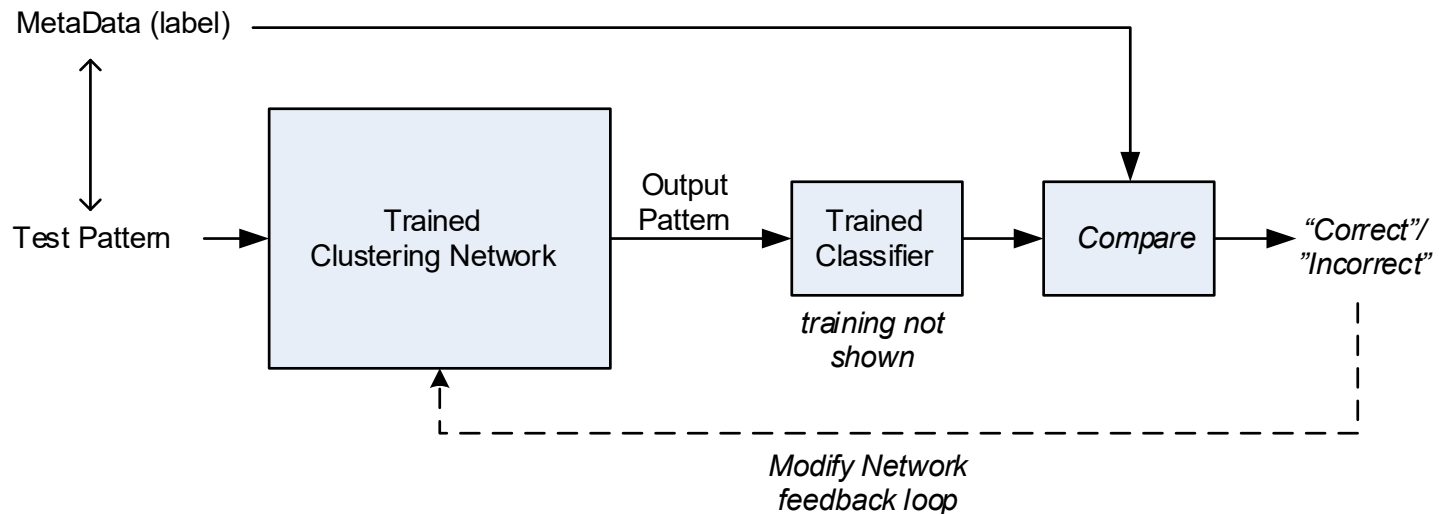 MetaData (label)
Test Pattern
Trained
Clustering Network
Output
Pattern
Trained
Classifier
training not
shown
Compare
“Correct”/
”Incorrect”
Modify Network
feedback loop